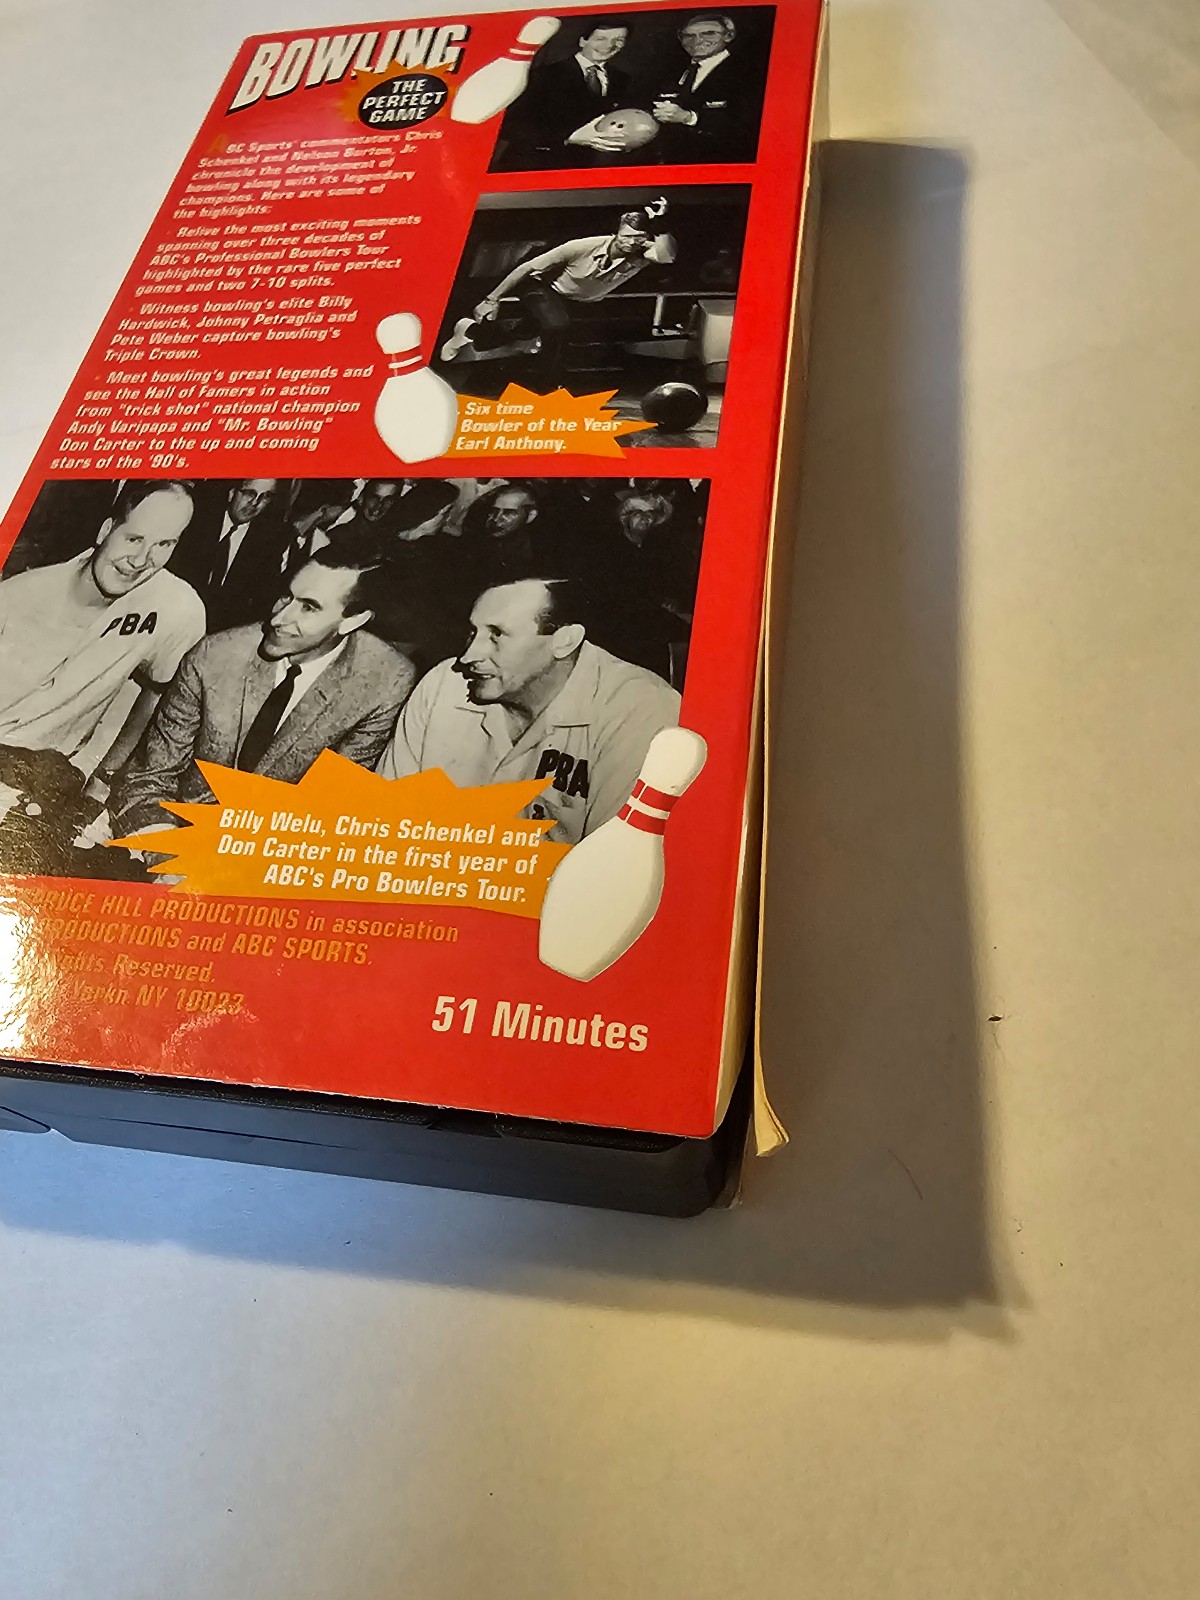 BOWLING
THE
PERFECT
GAME
ABC Sports' commentators Chris
Schenkel and Nelson Burton, Jr.
chronicle the development of
bowling along with its legendary
champions. Here are some of
the highlights:
· Relive the most exciting moments
spanning over three decades of
ABC's Professional Bowlers Tour
highlighted by the rare five perfect
games and two 7-10 splits.
· Witness bowling's elite Billy
Hardwick, Johnny Petraglia and
Pete Weber capture bowling's
Triple Crown.
· Meet bowling's great legends and
see the Hall of Famers in action
from "trick shot" national champion
Andy Varipapa and "Mr. Bowling"
Don Carter to the up and coming
stars of the '90's.
Six time
Bowler of the Year
Earl Anthony.
PBA
PBA
Billy Welu, Chris Schenkel and
Don Carter in the first year of
ABC's Pro Bowlers Tour.
HILL PRODUCTIONS in association
PRODUCTIONS and ABC SPORTS.
Reserved.
NY 10023
51 Minutes